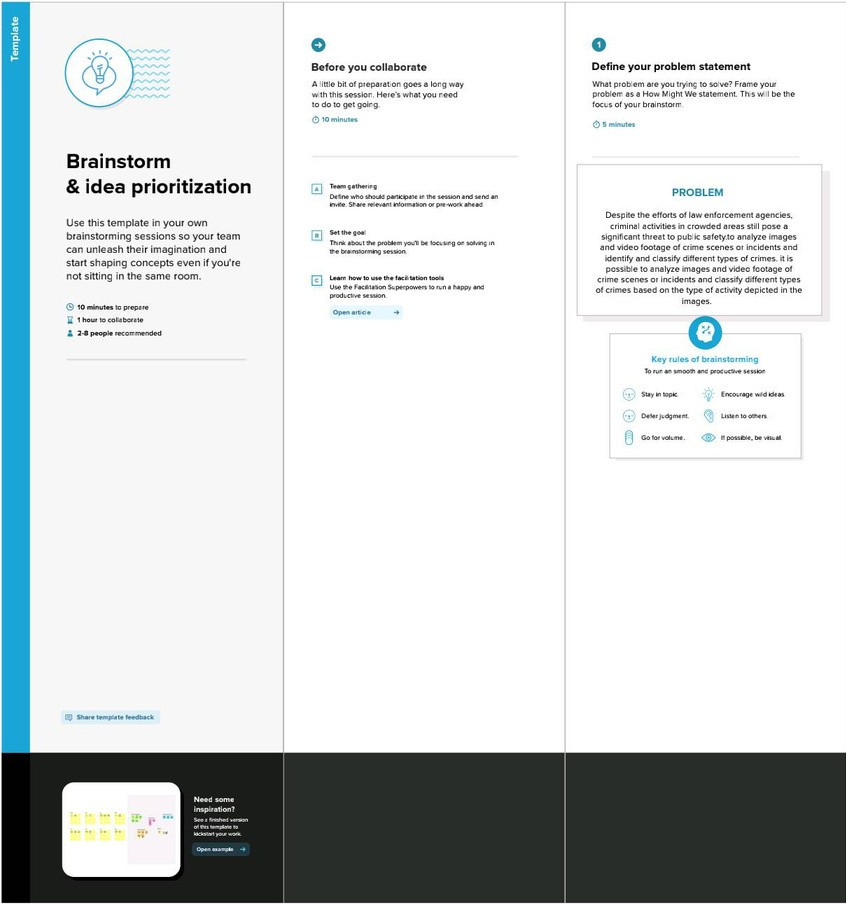 Template
Brainstorm
& idea prioritization
Use this template in your own
brainstorming sessions so your team
can unleash their imagination and
start shaping concepts even if you're
not sitting in the same room.
10 minutes to prepare
1 hour to collaborate
2-8 people recommended
Share template feedback
Need some
inspiration?
See a finished version
of this template to
kickstart your work.
Open example
Before you collaborate
A little bit of preparation goes a long way
with this session. Here's what you need
to do to get going.
10 minutes
A
Team gathering
Define who should participate in the session and send an
invite. Share relevant information or pre-work ahead
B
Set the goal
Think about the problem you'll be focusing on solving in
the brainstorming session.
C
Learn how to use the facilitation tools
Use the Facilitation Superpowers to run a happy and
productive session.
Open article
1
Define your problem statement
What problem are you trying to solve? Frame your
problem as a How Might We statement. This will be the
focus of your brainstorm.
5 minutes
PROBLEM
Despite the efforts of law enforcement agencies,
criminal activities in crowded areas still pose a
significant threat to public safety.to analyze images
and video footage of crime scenes or incidents and
identify and classify different types of crimes. it is
possible to analyze images and video footage of
crime scenes or incidents and classify different types
of crimes based on the type of activity depicted in the
images.
Key rules of brainstorming
To run an smooth and productive session
Stay in topic.
Encourage wild ideas.
Defer judgment.
Listen to others.
Go for volume.
If possible, be visual.